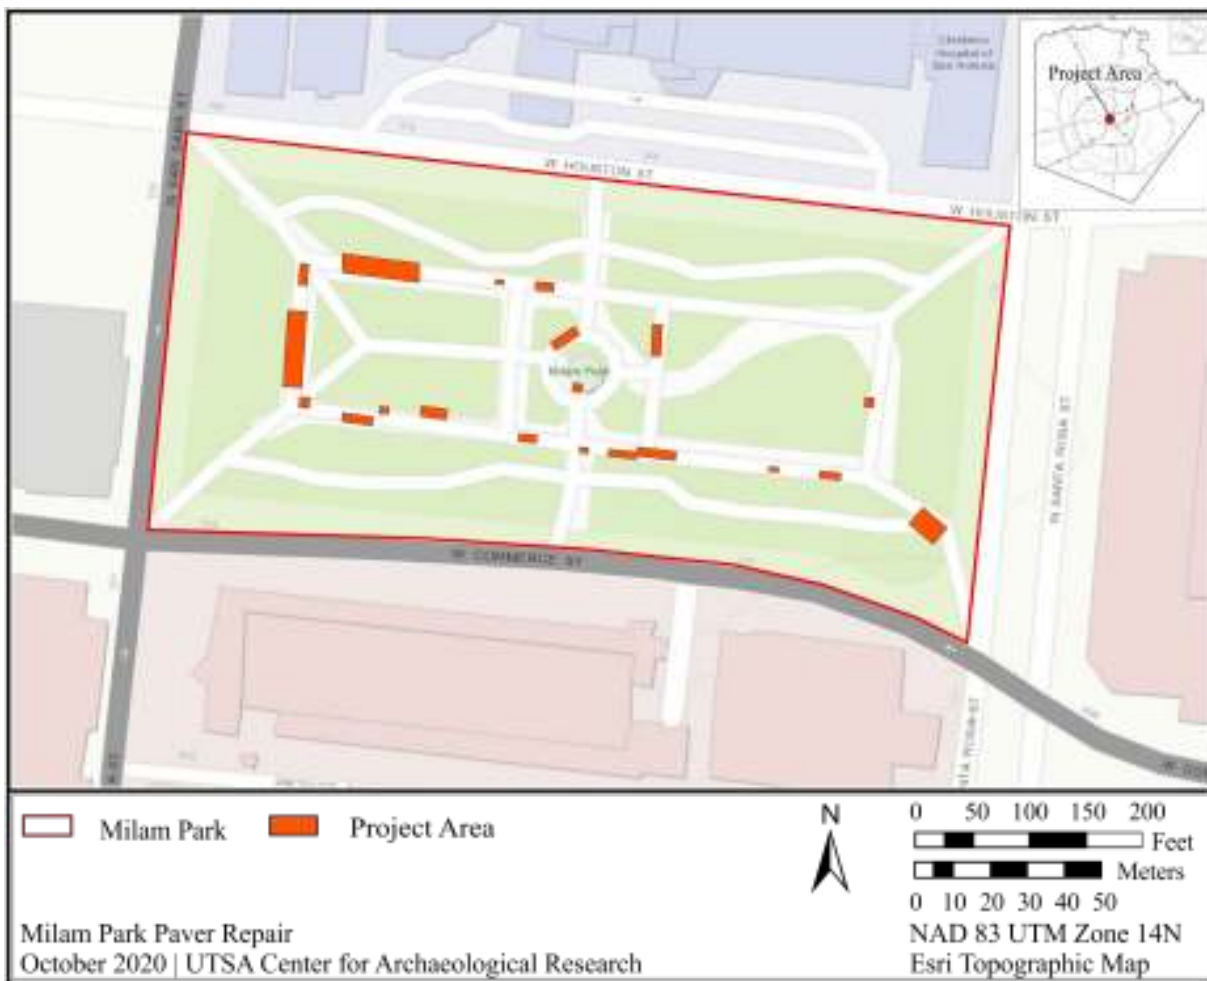 Project Area
W HOUSTON ST
W HOUSTON ST
Milam Park
N SANTA ROSA ST
W COMMERCE ST
Milam Park
Project Area
N
0 50 100 150 200
Feet
Meters
0 10 20 30 40 50
Milam Park Paver Repair
October 2020 | UTSA Center for Archaeological Research
NAD 83 UTM Zone 14N
Esri Topographic Map